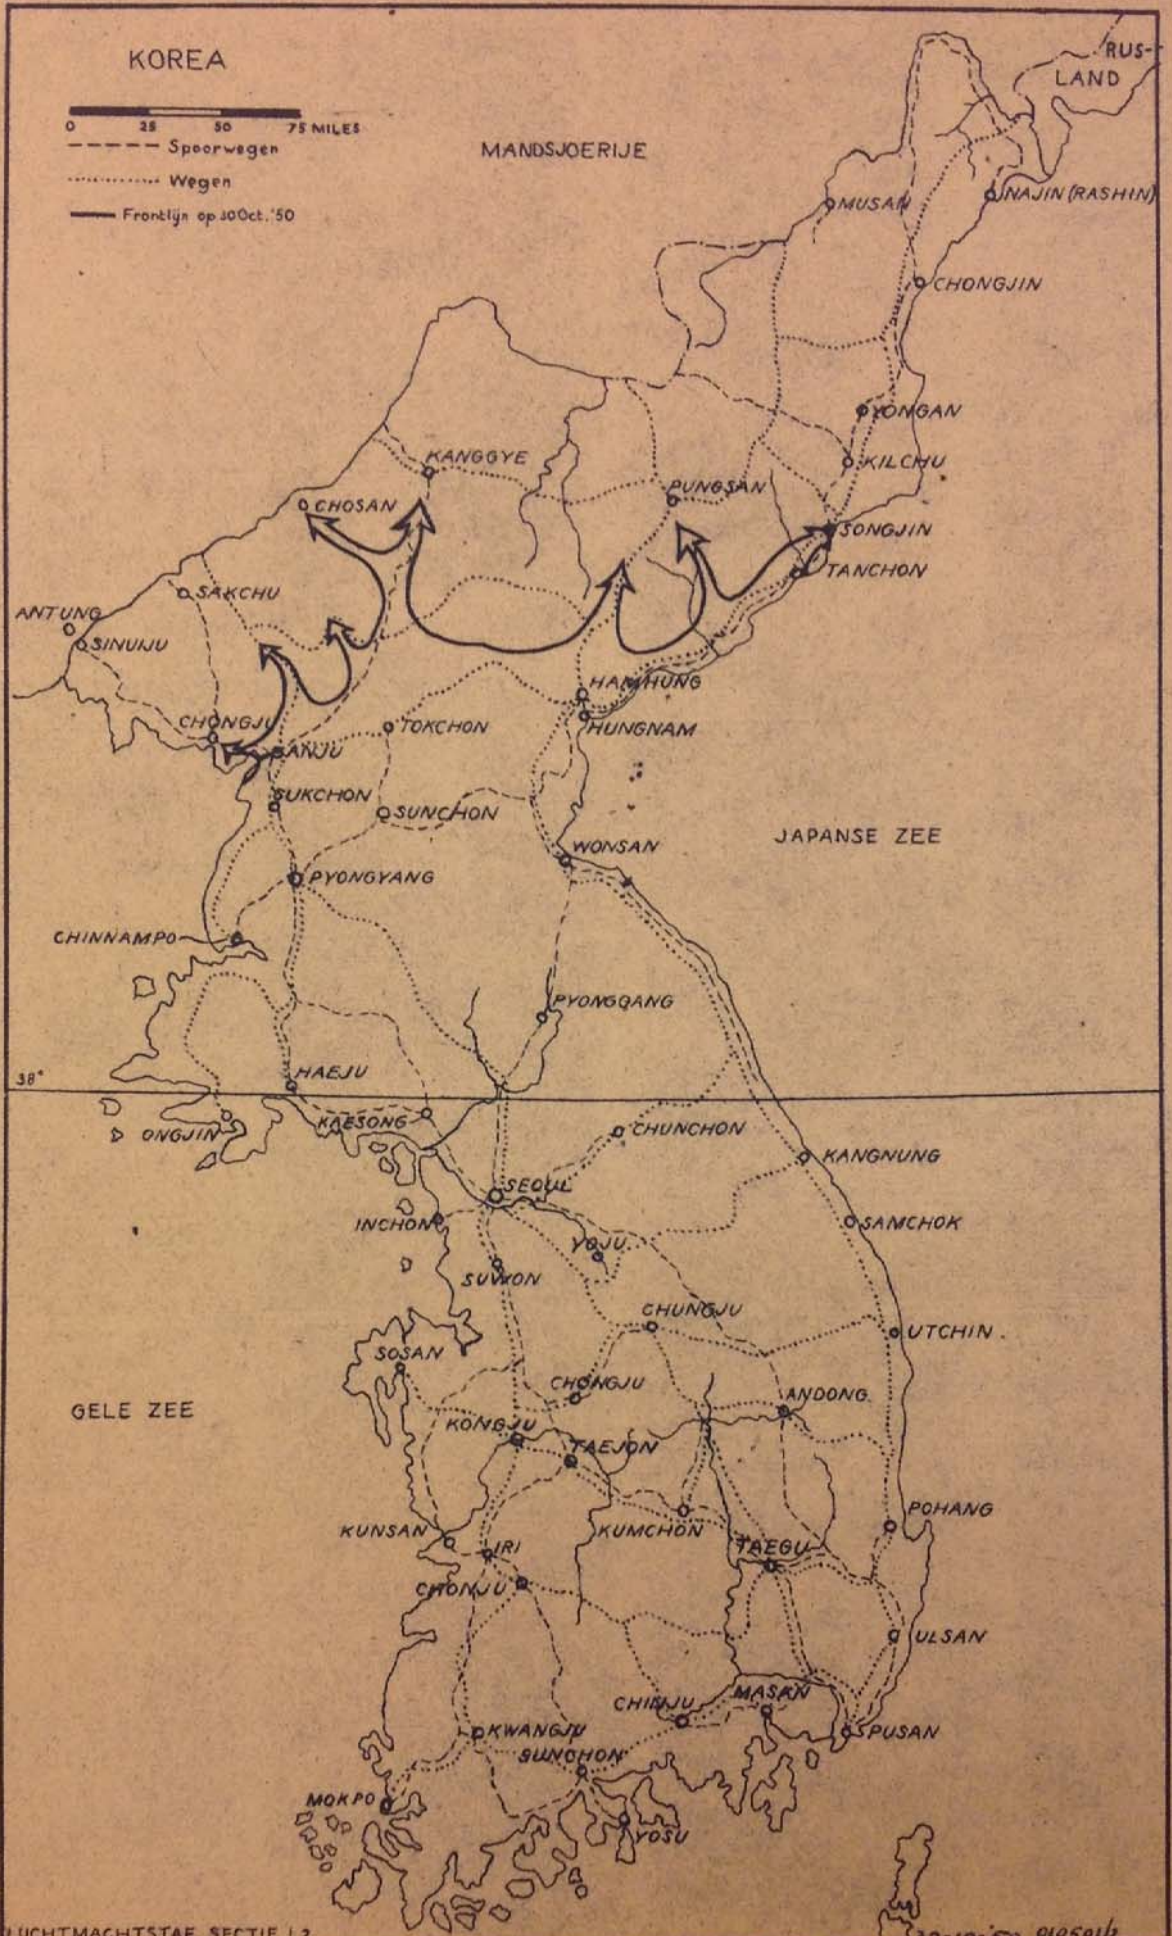 KOREA
0 25 50 75 MILES
Spoorwegen
Wegen
Frontlijn op 30 Oct. '50
MANDSJOERIJE
RUS-
LAND
MUSAN
NAJIN (RASHIN)
CHONGJIN
YONGAN
KILCHU
KANGGYE
PUNGSAN
CHOSAN
SONGJIN
TANCHON
SAKCHU
ANTUNG
SINUIJU
HAMHUNG
HUNGNAM
CHONGJU
TOKCHON
ANJU
SUKCHON
SUNCHON
WONSAN
JAPANSE ZEE
PYONGYANG
CHINNAMPO
PYONGGANG
HAEJU
38°
KAESONG
ONGJIN
CHUNCHON
KANGNUNG
SEOUL
INCHON
SAMCHOK
YOJU
SUWON
CHUNGJU
UTCHIN
SOSAN
CHONGJU
ANDONG
GELE ZEE
KONGJU
TAEJON
POHANG
KUNSAN
KUMCHON
TAEGU
IRI
CHONJU
ULSAN
CHINJU
MASAN
KWANGJU
PUSAN
SUNCHON
MOKPO
YOSU
LUCHTMACHTSTAF SECTIE L2